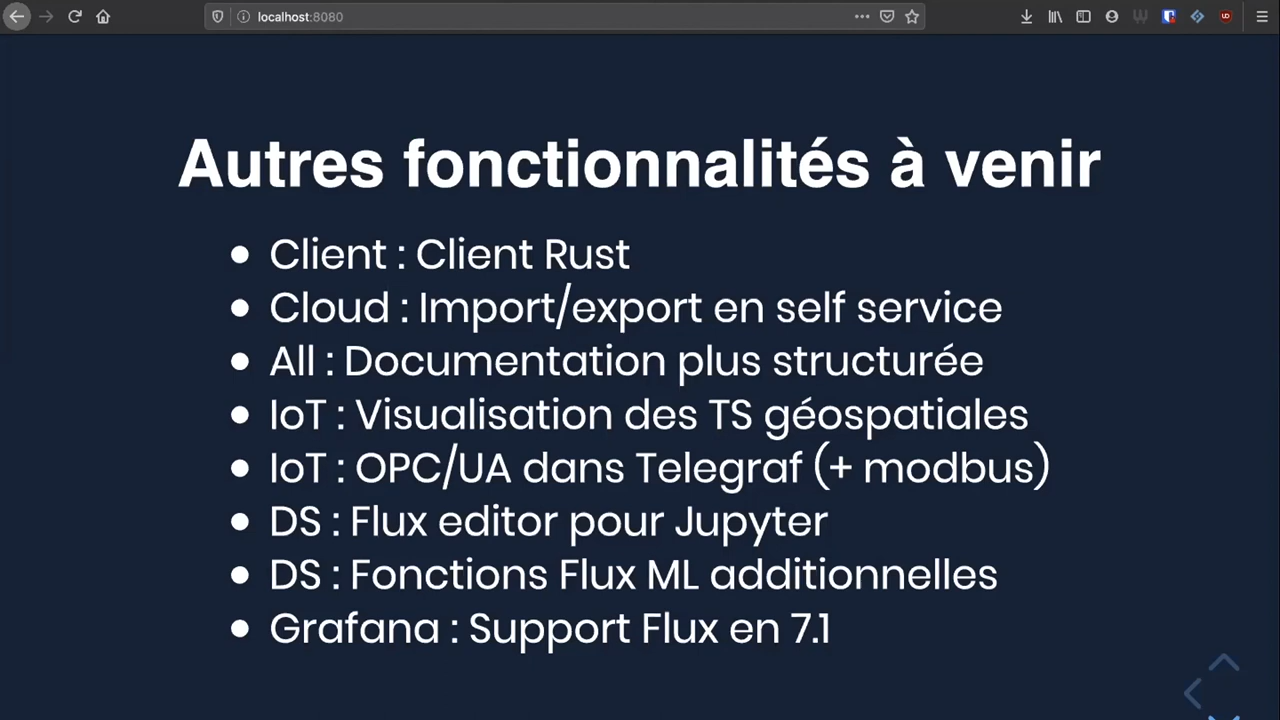 localhost:8080
Autres fonctionnalités à venir
Client : Client Rust
Cloud : Import/export en self service
All : Documentation plus structurée
IoT : Visualisation des TS géospatiales
IoT : OPC/UA dans Telegraf (+ modbus)
DS : Flux editor pour Jupyter
DS : Fonctions Flux ML additionnelles
Grafana : Support Flux en 7.1